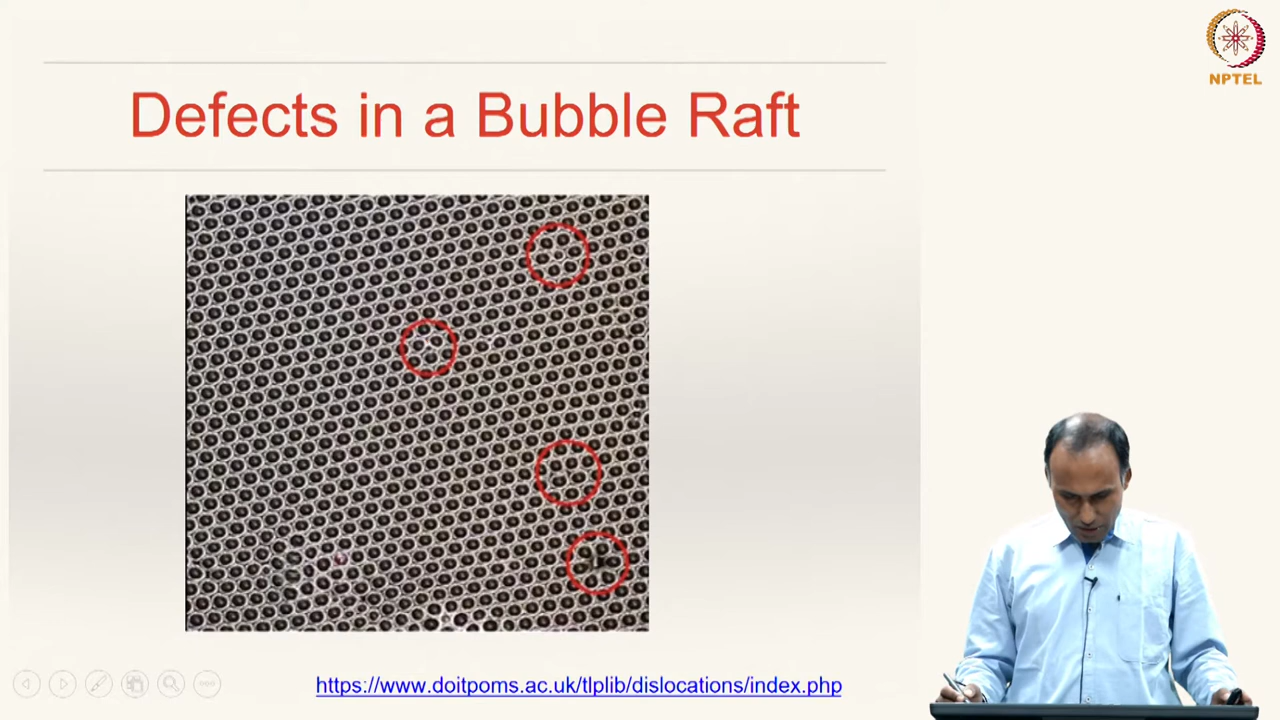 NPTEL
Defects in a Bubble Raft
https://www.doitpoms.ac.uk/tlplib/dislocations/index.php